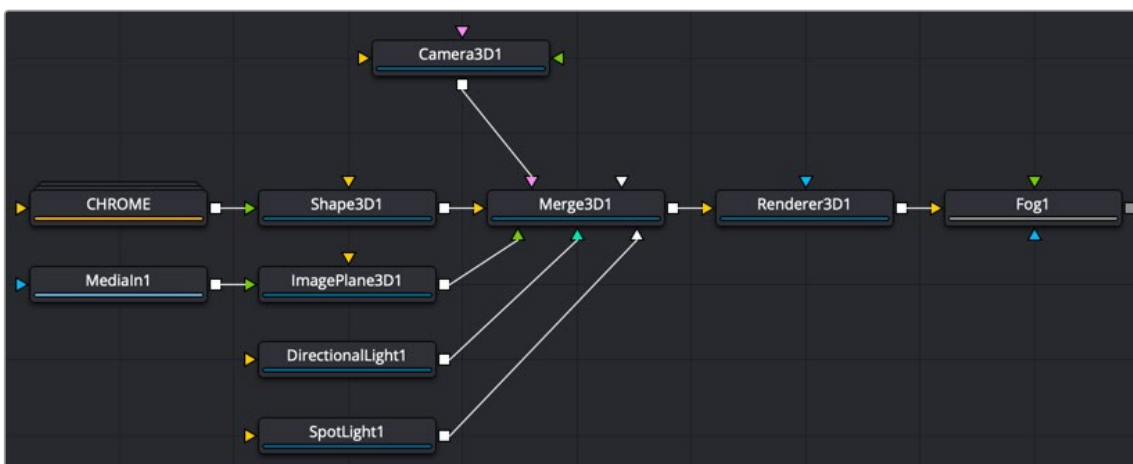 Camera3D1
CHROME
Shape3D1
Merge3D1
Renderer3D1
Fog1
MediaIn1
ImagePlane3D1
DirectionalLight1
SpotLight1